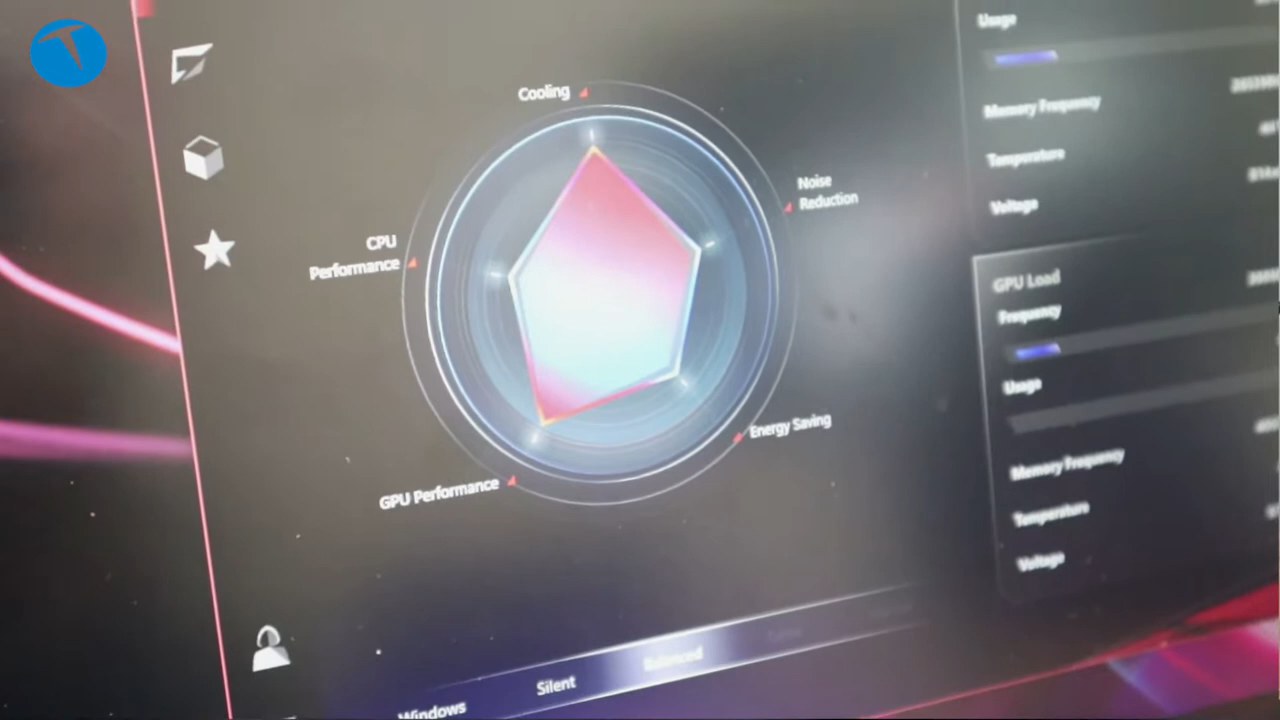 Cooling
Noise
Reduction
CPU
Performance
Energy Saving
GPU Performance
Windows
Silent
Balanced
Usage
Memory Frequency
Temperature
Voltage
GPU Load
Frequency
Usage
Memory Frequency
Temperature
Voltage